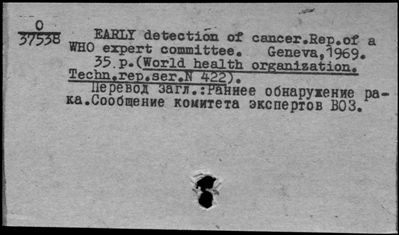 О
37538
EARLY detection of cancer.Rep.of a
WHO expert committee. Geneva,1969.
35 p.(World health organization.
Techn.rep.ser.N 422).
Перевод загл.:Раннее обнаружение ра-
ка.Сообщение комитета экспертов ВОЗ.